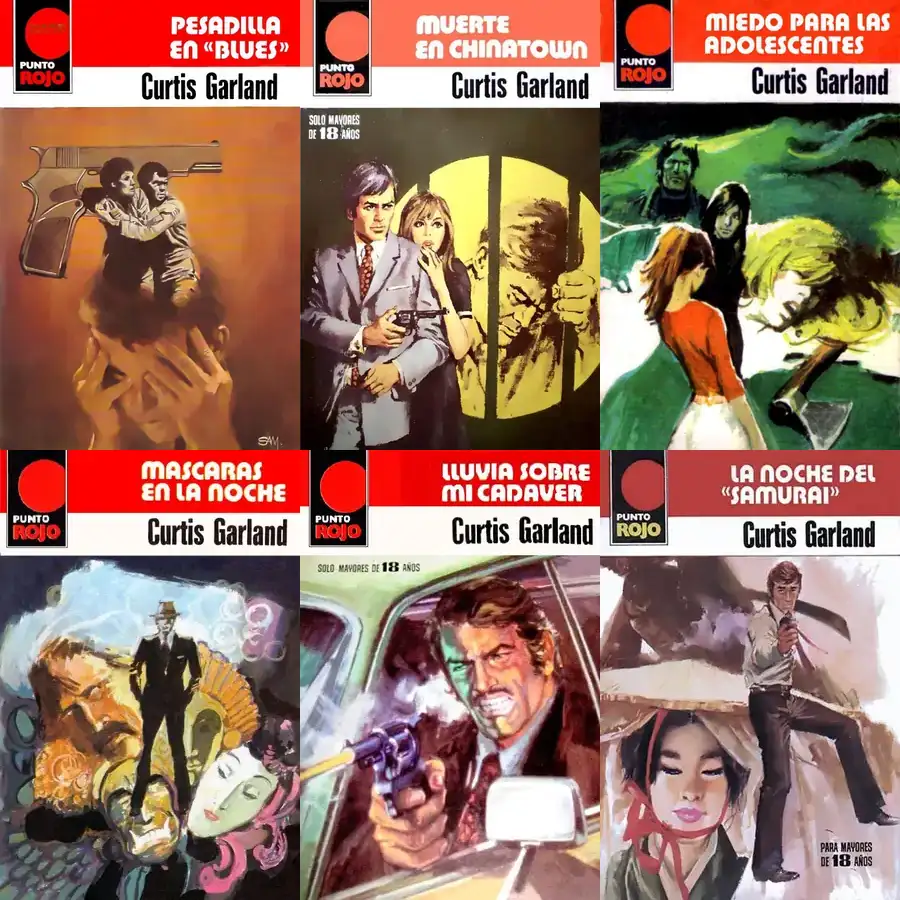 PESADILLA
EN «BLUES»
PUNTO
ROJO
Curtis Garland
SAM.
MUERTE
EN CHINATOWN
PUNTO
ROJO
Curtis Garland
SOLO MAYORES
DE 18 AÑOS
MIEDO PARA LAS
ADOLESCENTES
PUNTO
ROJO
Curtis Garland
MASCARAS
EN LA NOCHE
PUNTO
ROJO
Curtis Garland
LLUVIA SOBRE
MI CADAVER
PUNTO
ROJO
Curtis Garland
SOLO MAYORES DE 18 AÑOS
LA NOCHE DEL
«SAMURAI»
PUNTO
ROJO
Curtis Garland
PARA MAYORES
DE 18 AÑOS